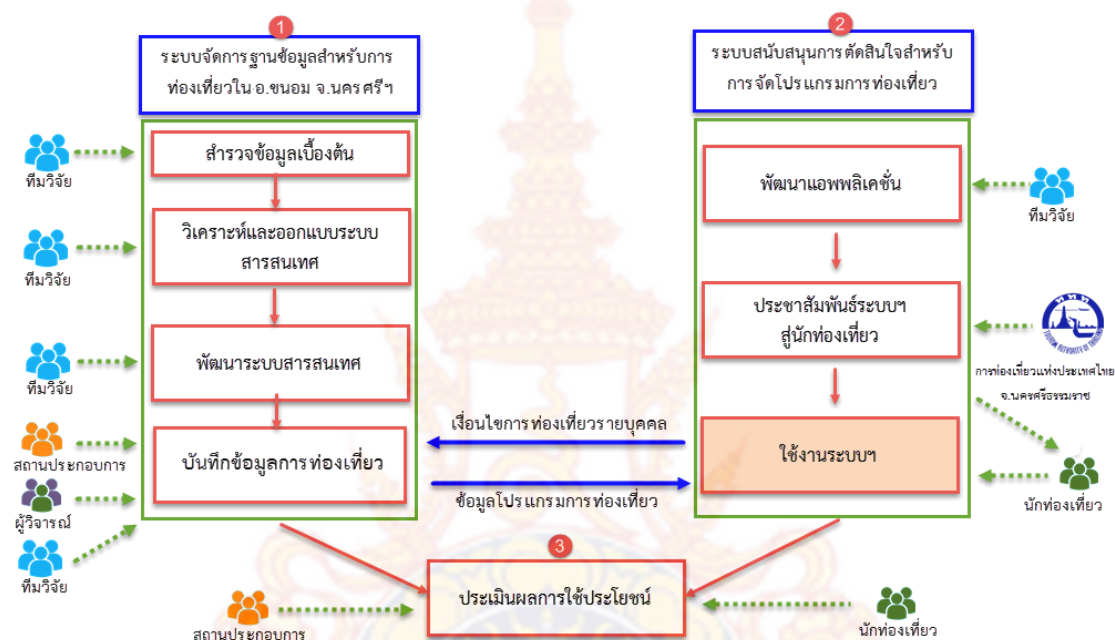 1
ระบบจัดการฐานข้อมูลสำหรับการ
ท่องเที่ยวใน อ.ขนอม จ.นครศรีฯ
สำรวจข้อมูลเบื้องต้น
ทีมวิจัย
วิเคราะห์และออกแบบระบบ
สารสนเทศ
ทีมวิจัย
พัฒนาระบบสารสนเทศ
ทีมวิจัย
บันทึกข้อมูลการท่องเที่ยว
สถานประกอบการ
ผู้วิจารณ์
ทีมวิจัย
2
ระบบสนับสนุนการตัดสินใจสำหรับ
การจัดโปรแกรมการท่องเที่ยว
พัฒนาแอพพลิเคชั่น
ทีมวิจัย
ประชาสัมพันธ์ระบบฯ
สู่นักท่องเที่ยว
ททท
TOURISM AUTHORITY OF THAILAND
การท่องเที่ยวแห่งประเทศไทย
จ.นครศรีธรรมราช
ใช้งานระบบฯ
นักท่องเที่ยว
เงื่อนไขการท่องเที่ยวรายบุคคล
ข้อมูลโปรแกรมการท่องเที่ยว
3
ประเมินผลการใช้ประโยชน์
สถานประกอบการ
นักท่องเที่ยว